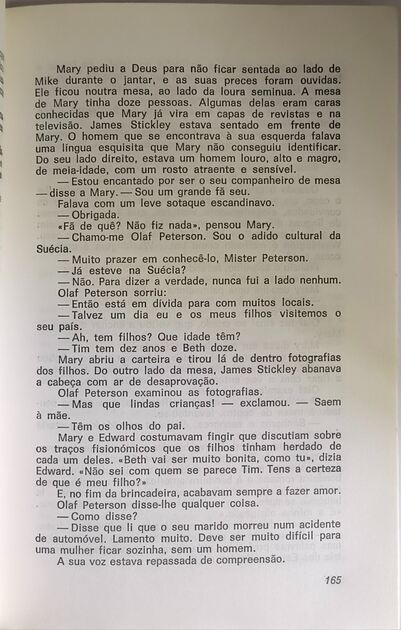 Mary pediu a Deus para não ficar sentada ao lado de
Mike durante o jantar, e as suas preces foram ouvidas.
Ele ficou noutra mesa, ao lado da loura seminua. A mesa
de Mary tinha doze pessoas. Algumas delas eram caras
conhecidas que Mary já vira em capas de revistas e na
televisão. James Stickley estava sentado em frente de
Mary. O homem que se encontrava à sua esquerda falava
uma língua esquisita que Mary não conseguiu identificar.
Do seu lado direito, estava um homem louro, alto e magro,
de meia-idade, com um rosto atraente e sensível.
— Estou encantado por ser o seu companheiro de mesa
— disse a Mary. — Sou um grande fã seu.
Falava com um leve sotaque escandinavo.
— Obrigada.
«Fã de quê? Não fiz nada», pensou Mary.
— Chamo-me Olaf Peterson. Sou o adido cultural da
Suécia.
— Muito prazer em conhecê-lo, Mister Peterson.
— Já esteve na Suécia?
— Não. Para dizer a verdade, nunca fui a lado nenhum.
Olaf Peterson sorriu:
— Então está em dívida para com muitos locais.
— Talvez um dia eu e os meus filhos visitemos o
seu país.
— Ah, tem filhos? Que idade têm?
— Tim tem dez anos e Beth doze.
Mary abriu a carteira e tirou lá de dentro fotografias
dos filhos. Do outro lado da mesa, James Stickley abanava
a cabeça com ar de desaprovação.
Olaf Peterson examinou as fotografias.
— Mas que lindas crianças! — exclamou. — Saem
à mãe.
— Têm os olhos do pai.
Mary e Edward costumavam fingir que discutiam sobre
os traços fisionómicos que os filhos tinham herdado de
cada um deles. «Beth vai ser muito bonita, como tu», dizia
Edward. «Não sei com quem se parece Tim. Tens a certeza
de que é meu filho?»
E, no fim da brincadeira, acabavam sempre a fazer amor.
Olaf Peterson disse-lhe qualquer coisa.
— Como disse?
— Disse que li que o seu marido morreu num acidente
de automóvel. Lamento muito. Deve ser muito difícil para
uma mulher ficar sozinha, sem um homem.
A sua voz estava repassada de compreensão.
165